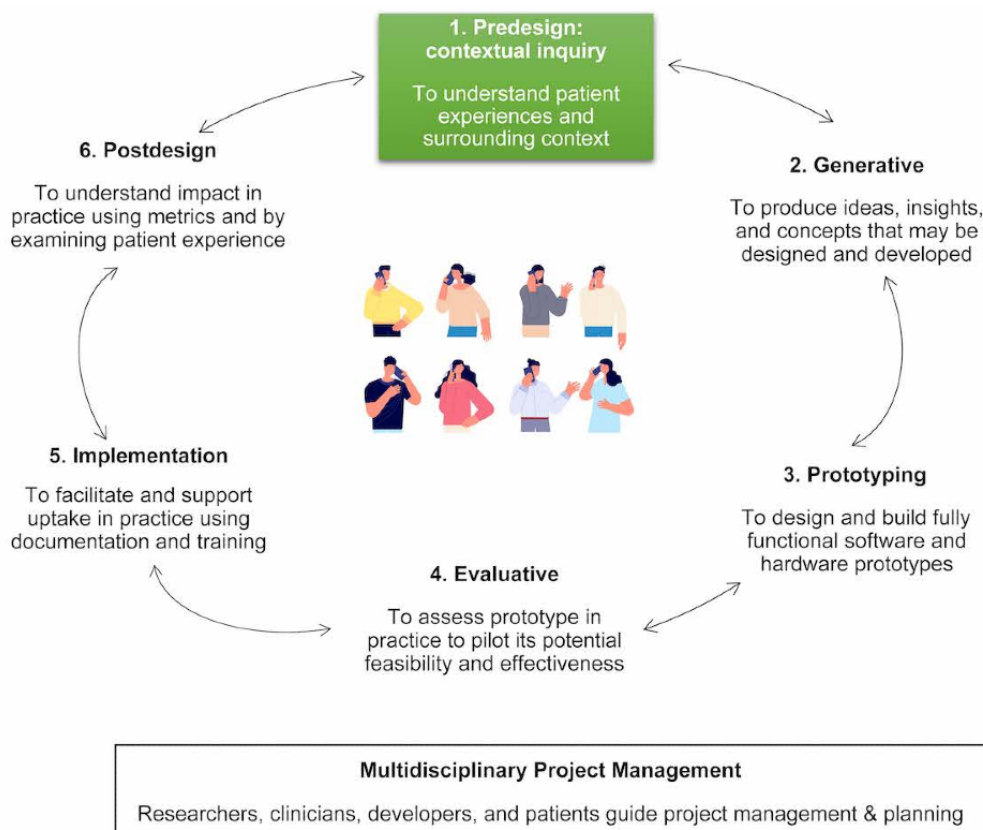 1. Predesign:
contextual inquiry
To understand patient
experiences and
surrounding context
2. Generative
To produce ideas, insights,
and concepts that may be
designed and developed
3. Prototyping
To design and build fully
functional software and
hardware prototypes
4. Evaluative
To assess prototype in
practice to pilot its potential
feasibility and effectiveness
5. Implementation
To facilitate and support
uptake in practice using
documentation and training
6. Postdesign
To understand impact in
practice using metrics and by
examining patient experience
Multidisciplinary Project Management
Researchers, clinicians, developers, and patients guide project management & planning